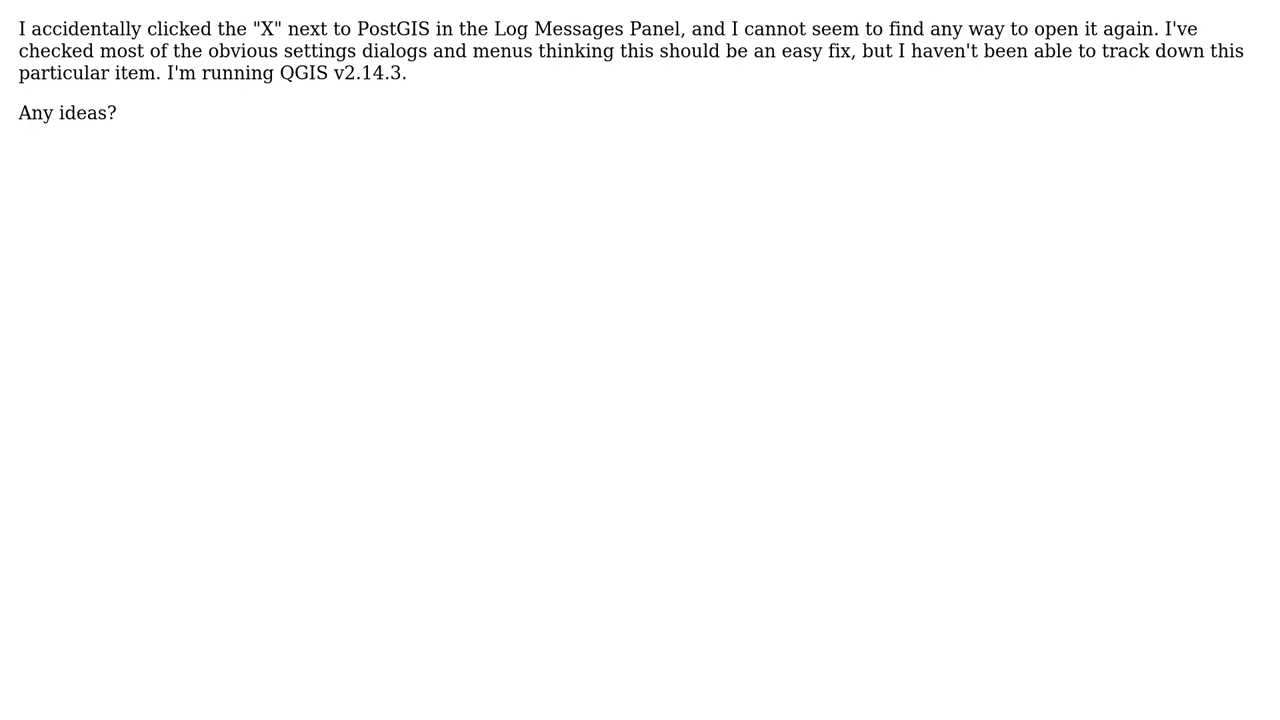 I accidentally clicked the "X" next to PostGIS in the Log Messages Panel, and I cannot seem to find any way to open it again. I've
checked most of the obvious settings dialogs and menus thinking this should be an easy fix, but I haven't been able to track down this
particular item. I'm running QGIS v2.14.3.
Any ideas?